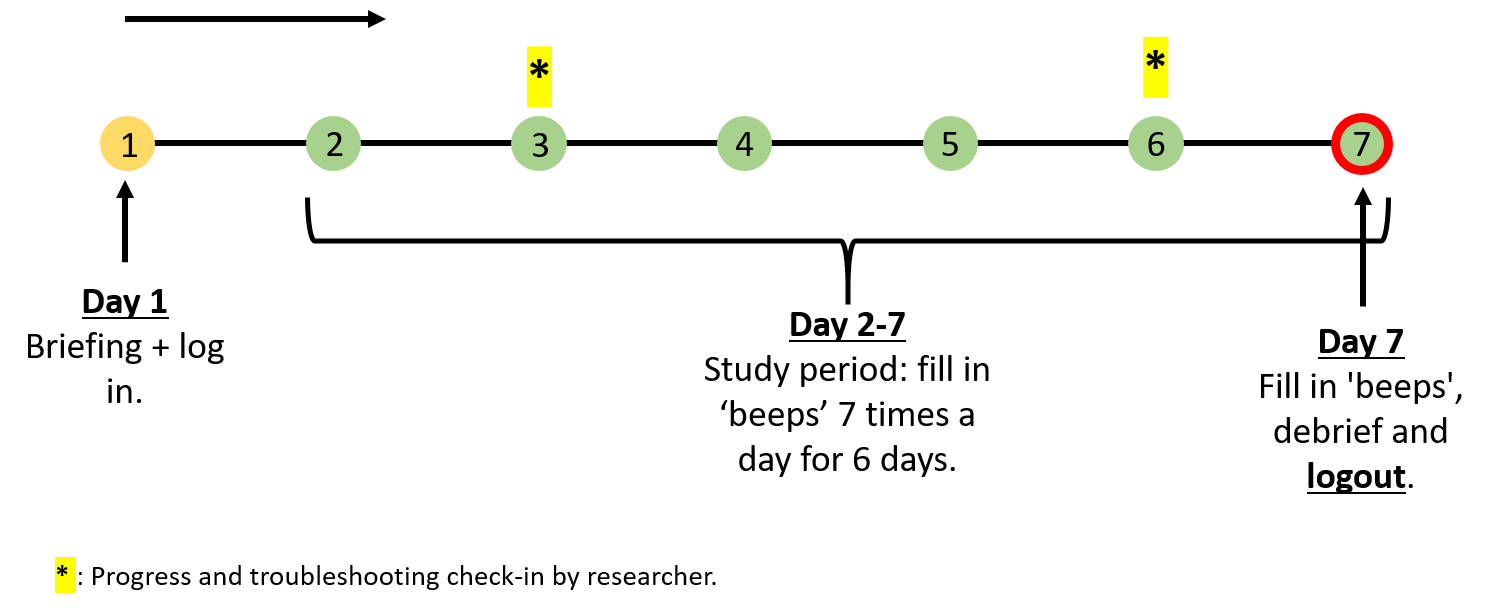 *
*
1
2
3
4
5
6
7
Day 1
Briefing + log
in.
Day 2-7
Study period: fill in
‘beeps’ 7 times a
day for 6 days.
Day 7
Fill in 'beeps',
debrief and
logout.
* : Progress and troubleshooting check-in by researcher.